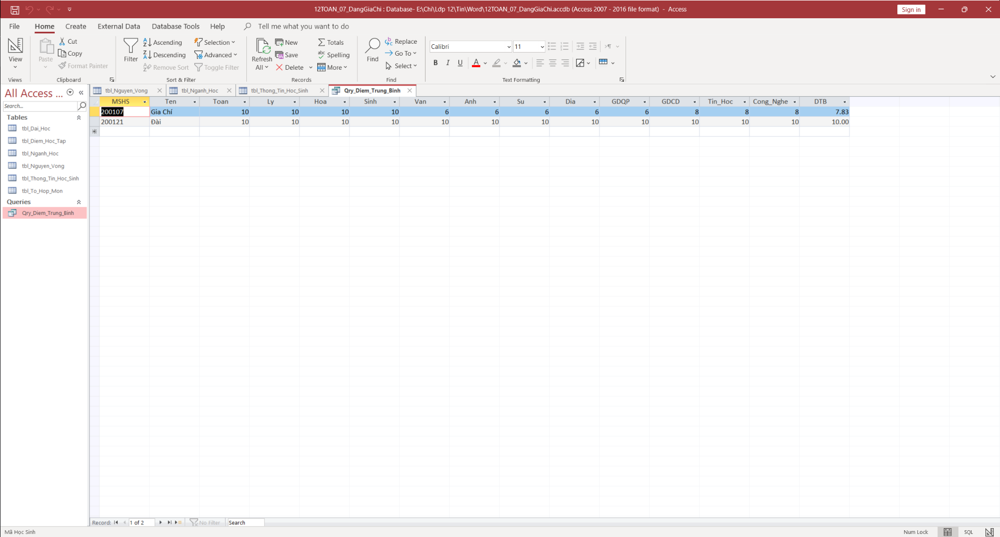 12TOAN_07_DangGiaChi : Database- E:\Chi\Lớp 12\Tin\Word\12TOAN_07_DangGiaChi.accdb (Access 2007 - 2016 file format) - Access
Sign in
File Home Create External Data Database Tools Help Tell me what you want to do
View
Views
Paste
Cut
Copy
Format Painter
Clipboard
Filter
Ascending
Descending
Remove Sort
Selection
Advanced
Toggle Filter
Sort & Filter
Refresh
All
New
Save
Delete
Totals
Spelling
More
Records
Find
Replace
Go To
Select
Find
Calibri 11
B I U A
Text Formatting
All Access ...
Search...
Tables
tbl_Dai_Hoc
tbl_Diem_Hoc_Tap
tbl_Nganh_Hoc
tbl_Nguyen_Vong
tbl_Thong_Tin_Hoc_Sinh
tbl_To_Hop_Mon
Queries
Qry_Diem_Trung_Binh
tbl_Nguyen_Vong tbl_Nganh_Hoc tbl_Thong_Tin_Hoc_Sinh Qry_Diem_Trung_Binh
MSHS Ten Toan Ly Hoa Sinh Van Anh Su Dia GDQP GDCD Tin_Hoc Cong_Nghe DTB
200107 Gia Chí 10 10 10 10 6 6 6 6 6 8 8 8 7.83
200121 Đài 10 10 10 10 10 10 10 10 10 10 10 10 10.00
Record: 1 of 2 No Filter Search
Mã Học Sinh
Num Lock SQL